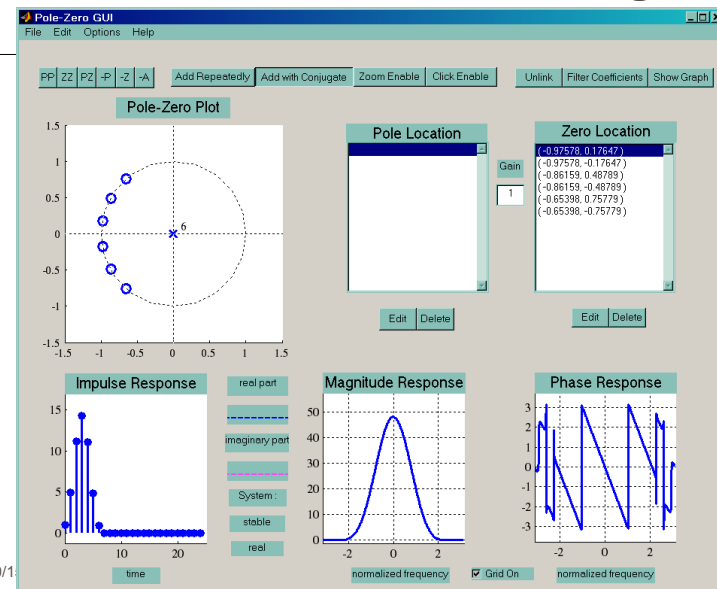 Pole-Zero GUI
File Edit Options Help
PP ZZ PZ -P -Z -A Add Repeatedly Add with Conjugate Zoom Enable Click Enable Unlink Filter Coefficients Show Graph
Pole-Zero Plot
1.5
1
0.5
0
-0.5
-1
-1.5
-1.5 -1 -0.5 0 0.5 1 1.5
6
Pole Location
Gain
1
Edit Delete
Zero Location
(-0.97578, 0.17647)
(-0.97578, -0.17647)
(-0.86159, 0.48789)
(-0.86159, -0.48789)
(-0.65398, 0.75779)
(-0.65398, -0.75779)
Edit Delete
Impulse Response
15
10
5
0
0 10 20
time
real part
imaginary part
System :
stable
real
Magnitude Response
50
40
30
20
10
0
-2 0 2
normalized frequency
Grid On
Phase Response
3
2
1
0
-1
-2
-3
-2 0 2
normalized frequency